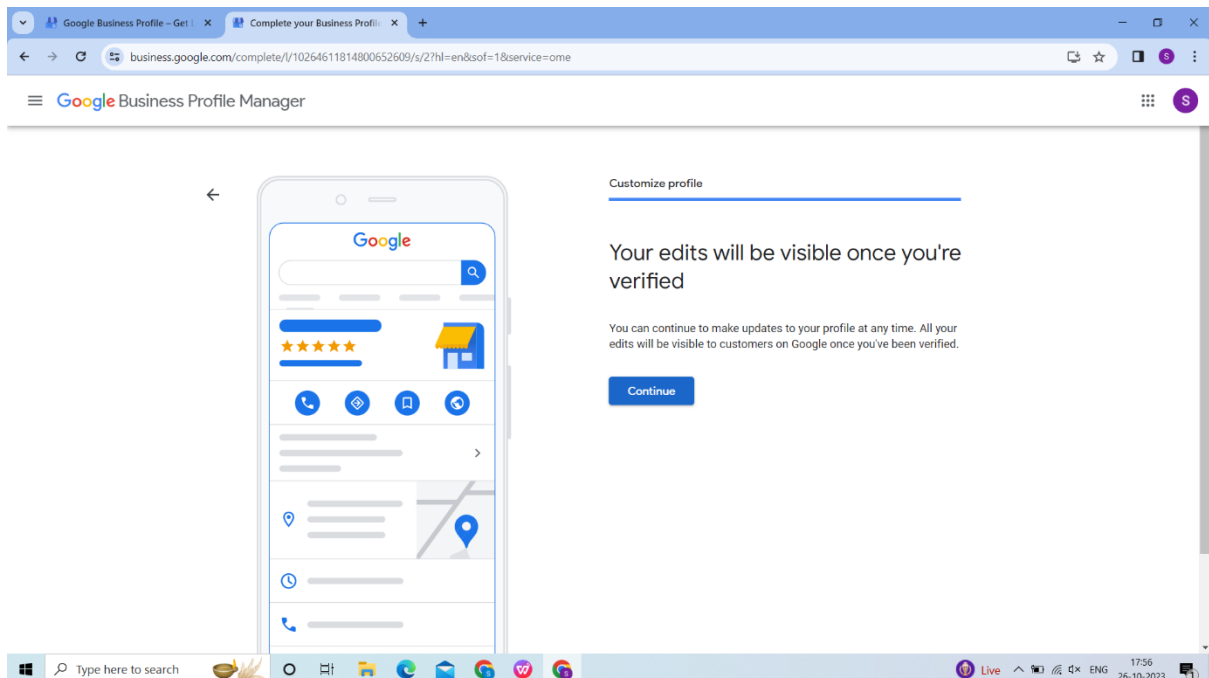 Google Business Profile – Get L
Complete your Business Profile
business.google.com/complete/l/10264611814800652609/s/2?hl=en&sof=1&service=ome
S
Google Business Profile Manager
S
Customize profile
Google
Your edits will be visible once you're
verified
You can continue to make updates to your profile at any time. All your
edits will be visible to customers on Google once you've been verified.
Continue
Type here to search
Live
ENG
17:56
26-10-2023